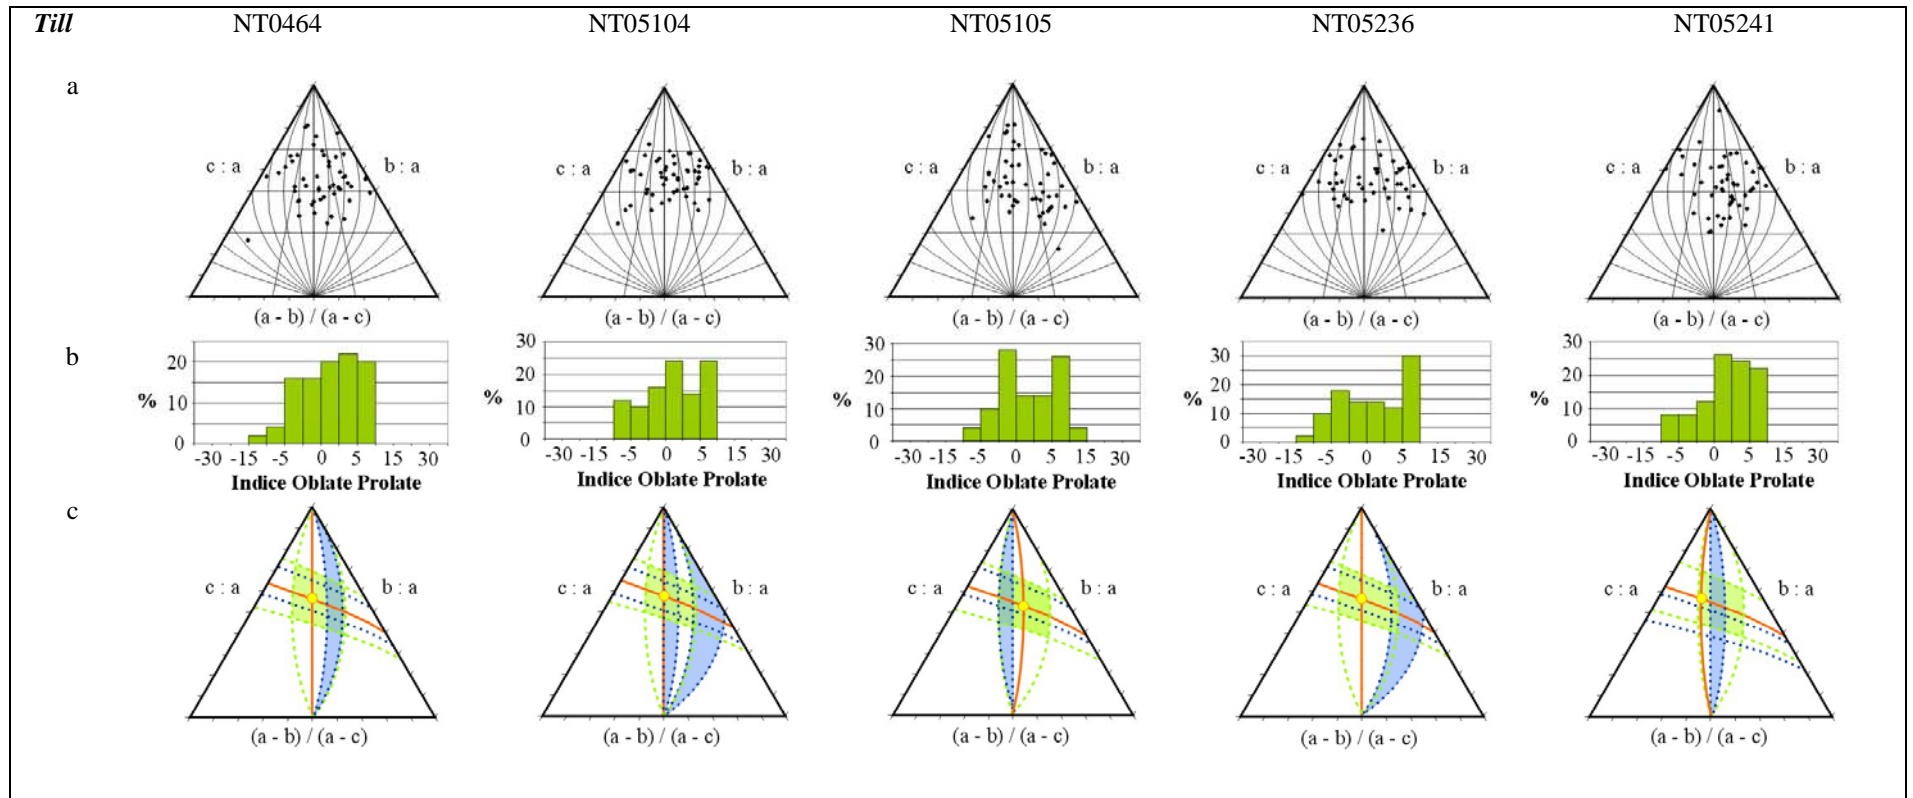 Till NT0464 NT05104 NT05105 NT05236 NT05241
a
c : a b : a c : a b : a c : a b : a c : a b : a c : a b : a
(a - b) / (a - c) (a - b) / (a - c) (a - b) / (a - c) (a - b) / (a - c) (a - b) / (a - c)
b
% 20 10 0
-30 -15 -5 0 5 15 30
Indice Oblate Prolate
% 30 20 10 0
-30 -15 -5 0 5 15 30
Indice Oblate Prolate
% 30 20 10 0
-30 -15 -5 0 5 15 30
Indice Oblate Prolate
% 30 20 10 0
-30 -15 -5 0 5 15 30
Indice Oblate Prolate
% 30 20 10 0
-30 -15 -5 0 5 15 30
Indice Oblate Prolate
c
c : a b : a c : a b : a c : a b : a c : a b : a c : a b : a
(a - b) / (a - c) (a - b) / (a - c) (a - b) / (a - c) (a - b) / (a - c) (a - b) / (a - c)